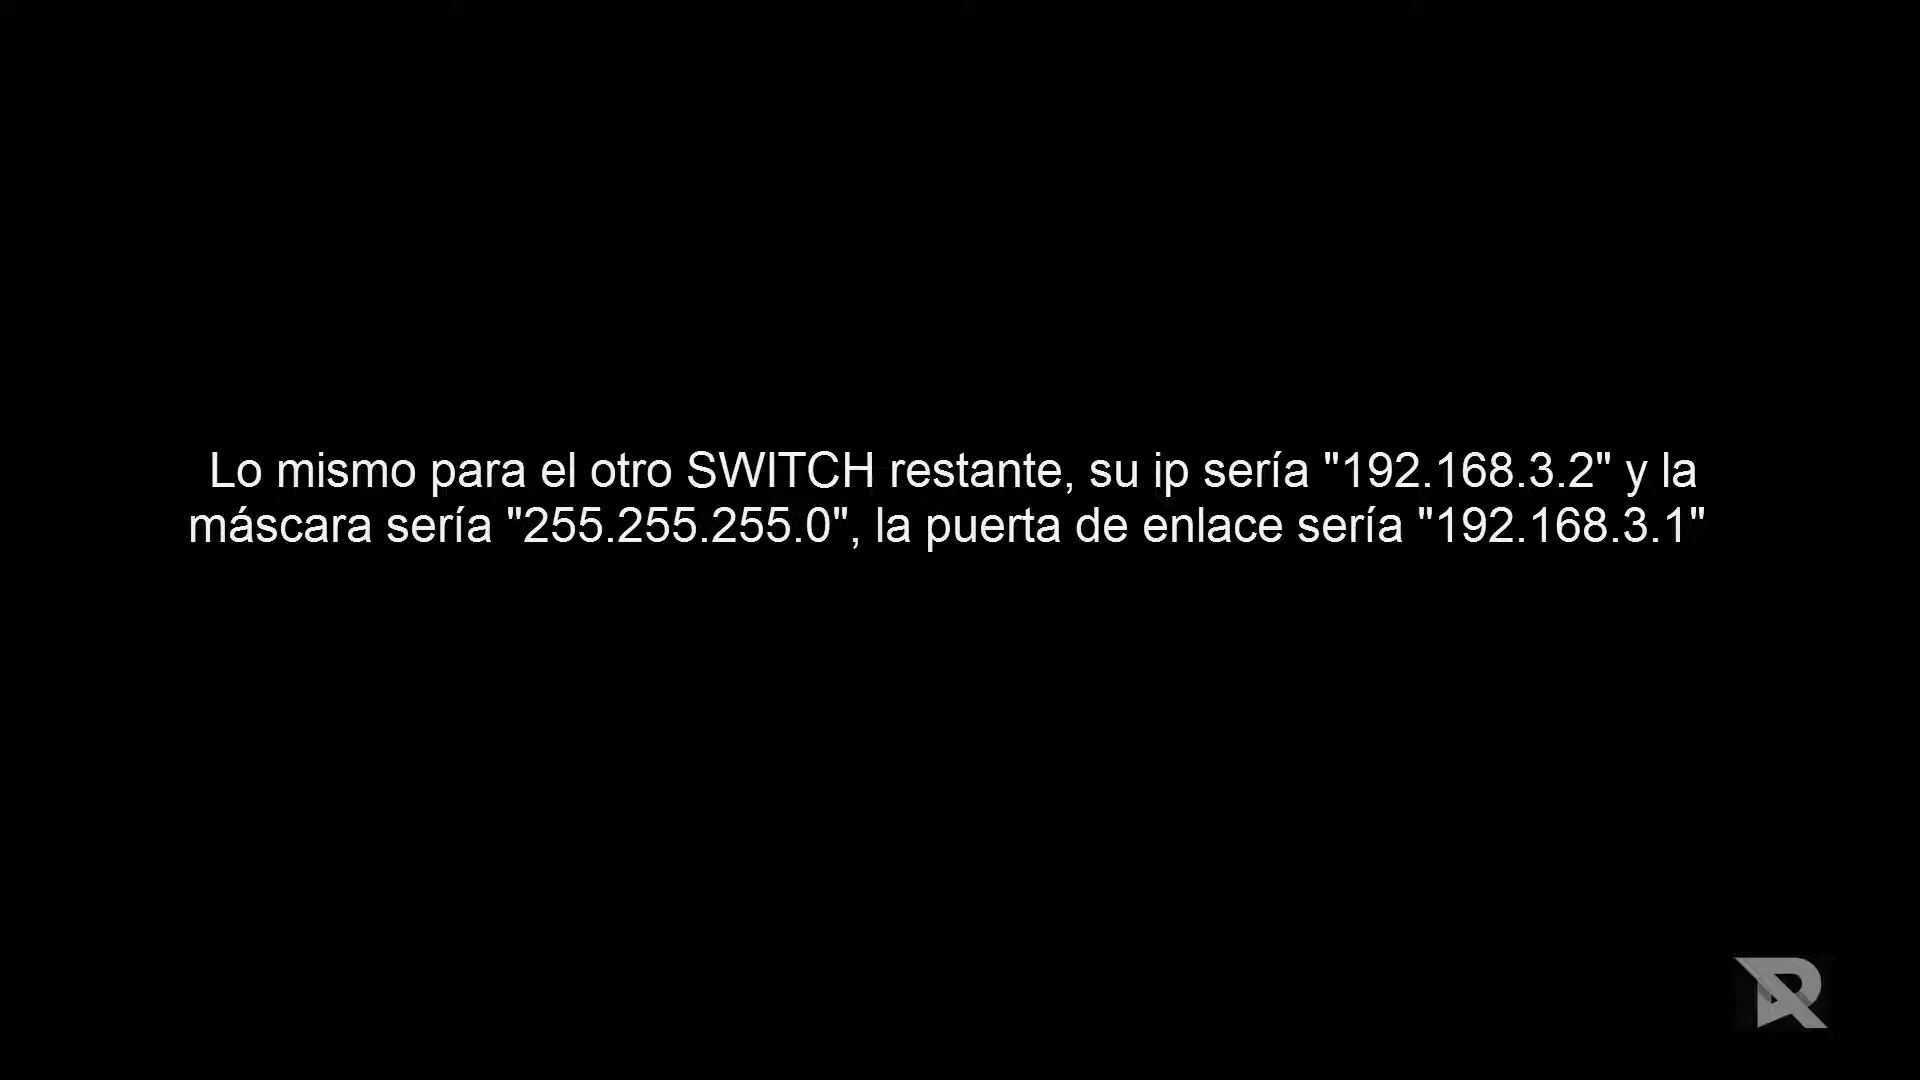 Lo mismo para el otro SWITCH restante, su ip sería "192.168.3.2" y la
máscara sería "255.255.255.0", la puerta de enlace sería "192.168.3.1"